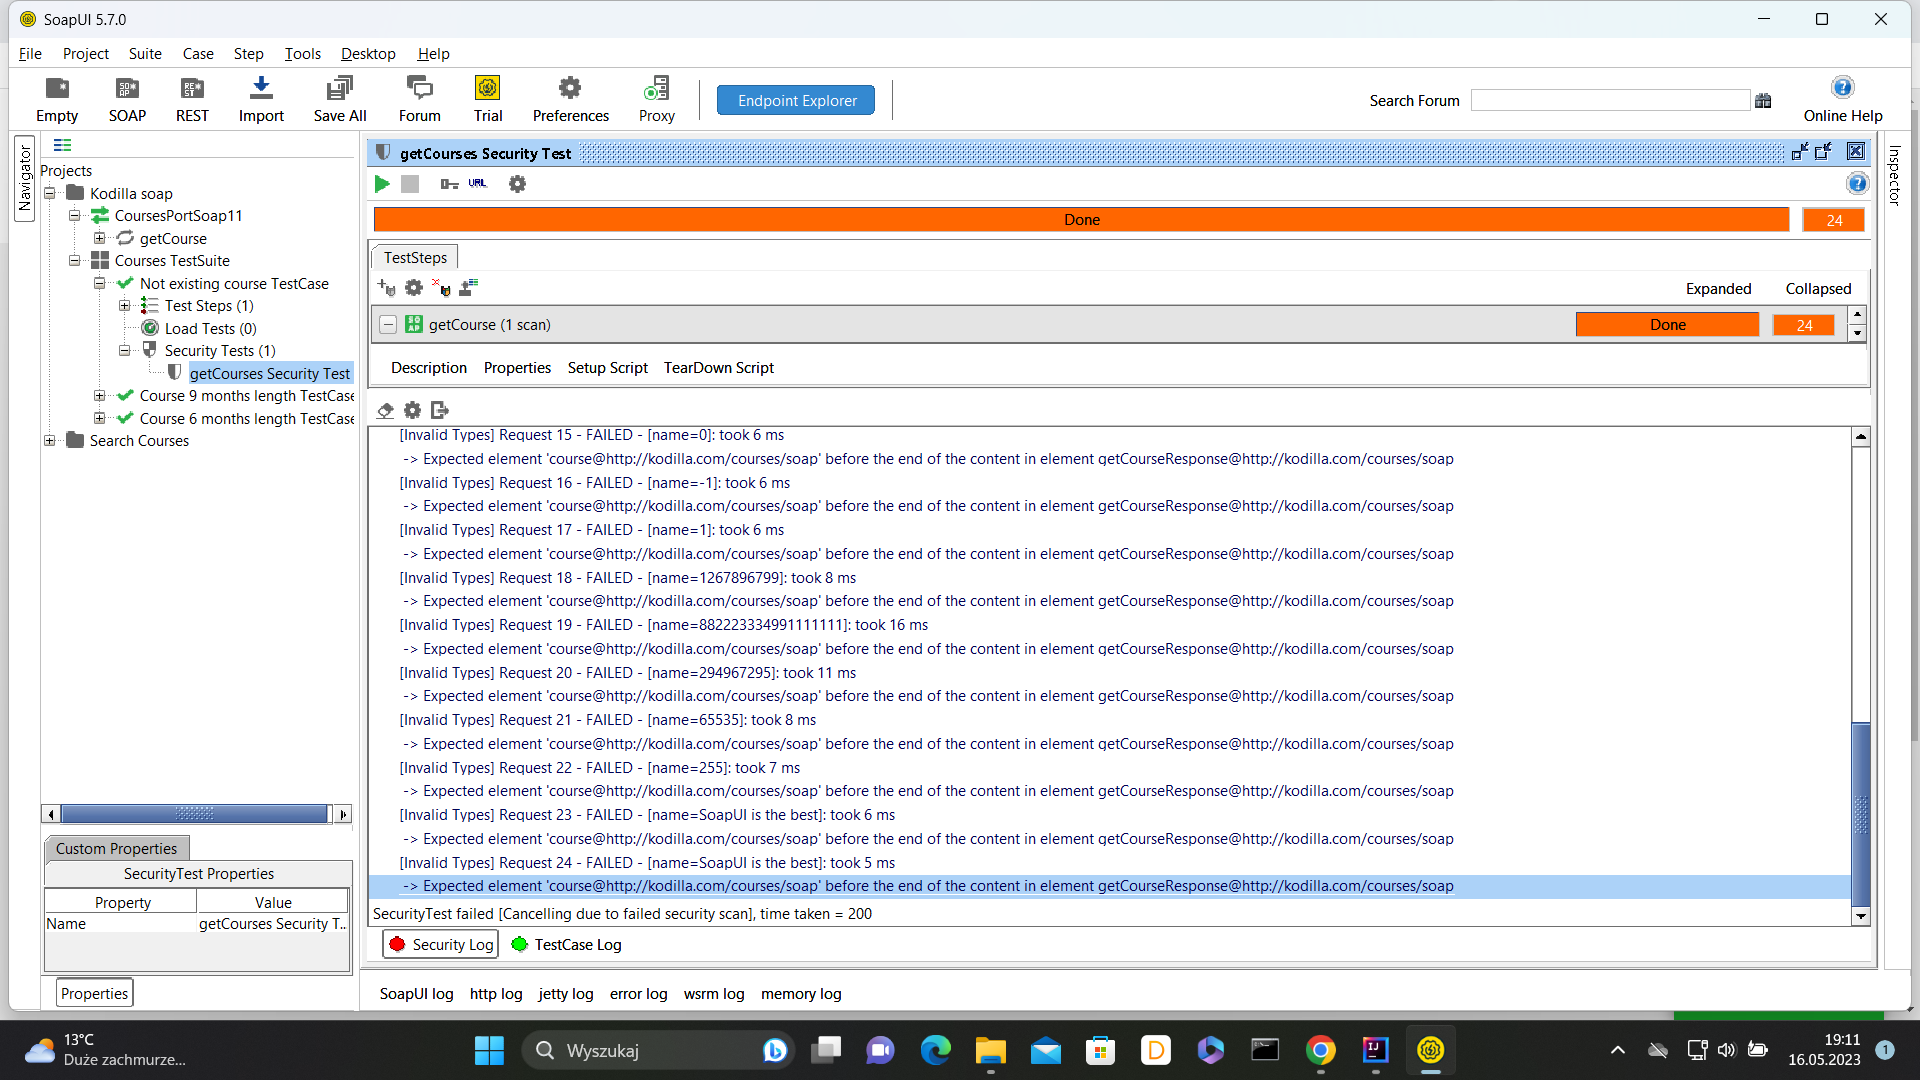 SoapUI 5.7.0
File Project Suite Case Step Tools Desktop Help
Empty SOAP REST Import Save All Forum Trial Preferences Proxy Endpoint Explorer Search Forum Online Help
Navigator
Projects
Kodilla soap
CoursesPortSoap11
getCourse
Courses TestSuite
Not existing course TestCase
Test Steps (1)
Load Tests (0)
Security Tests (1)
getCourses Security Test
Course 9 months length TestCase
Course 6 months length TestCase
Search Courses
Custom Properties
SecurityTest Properties
Property Value
Name getCourses Security T...
Properties
getCourses Security Test
URL
Done 24
TestSteps
Expanded Collapsed
getCourse (1 scan) Done 24
Description Properties Setup Script TearDown Script
[Invalid Types] Request 15 - FAILED - [name=0]: took 6 ms
-> Expected element 'course@http://kodilla.com/courses/soap' before the end of the content in element getCourseResponse@http://kodilla.com/courses/soap
[Invalid Types] Request 16 - FAILED - [name=-1]: took 6 ms
-> Expected element 'course@http://kodilla.com/courses/soap' before the end of the content in element getCourseResponse@http://kodilla.com/courses/soap
[Invalid Types] Request 17 - FAILED - [name=1]: took 6 ms
-> Expected element 'course@http://kodilla.com/courses/soap' before the end of the content in element getCourseResponse@http://kodilla.com/courses/soap
[Invalid Types] Request 18 - FAILED - [name=1267896799]: took 8 ms
-> Expected element 'course@http://kodilla.com/courses/soap' before the end of the content in element getCourseResponse@http://kodilla.com/courses/soap
[Invalid Types] Request 19 - FAILED - [name=882223334991111111]: took 16 ms
-> Expected element 'course@http://kodilla.com/courses/soap' before the end of the content in element getCourseResponse@http://kodilla.com/courses/soap
[Invalid Types] Request 20 - FAILED - [name=294967295]: took 11 ms
-> Expected element 'course@http://kodilla.com/courses/soap' before the end of the content in element getCourseResponse@http://kodilla.com/courses/soap
[Invalid Types] Request 21 - FAILED - [name=65535]: took 8 ms
-> Expected element 'course@http://kodilla.com/courses/soap' before the end of the content in element getCourseResponse@http://kodilla.com/courses/soap
[Invalid Types] Request 22 - FAILED - [name=255]: took 7 ms
-> Expected element 'course@http://kodilla.com/courses/soap' before the end of the content in element getCourseResponse@http://kodilla.com/courses/soap
[Invalid Types] Request 23 - FAILED - [name=SoapUI is the best]: took 6 ms
-> Expected element 'course@http://kodilla.com/courses/soap' before the end of the content in element getCourseResponse@http://kodilla.com/courses/soap
[Invalid Types] Request 24 - FAILED - [name=SoapUI is the best]: took 5 ms
-> Expected element 'course@http://kodilla.com/courses/soap' before the end of the content in element getCourseResponse@http://kodilla.com/courses/soap
SecurityTest failed [Cancelling due to failed security scan], time taken = 200
Security Log TestCase Log
SoapUI log http log jetty log error log wsrm log memory log
Inspector
13°C
Duże zachmurze...
Wyszukaj
19:11
16.05.2023
1